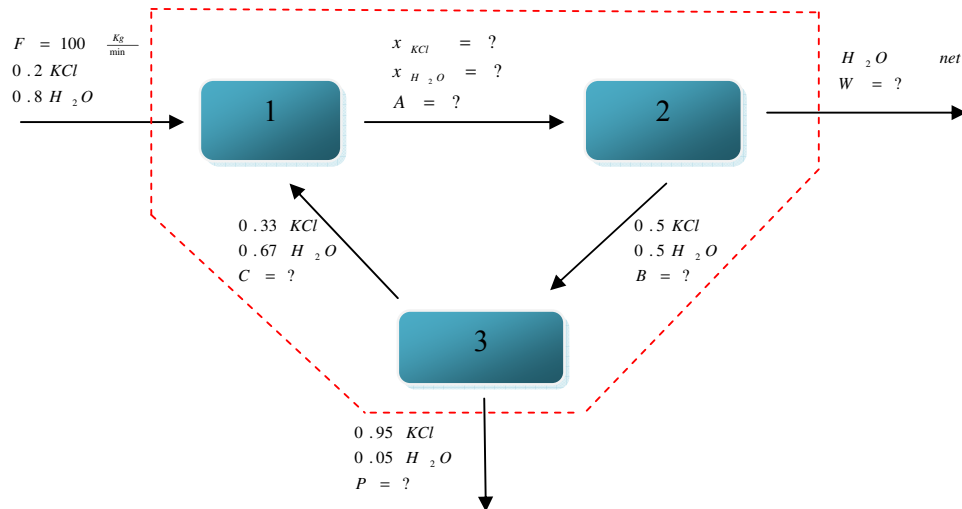 F = 100 Kg/min
0.2 KCl
0.8 H₂O
x KCl = ?
x H₂O = ?
A = ?
H₂O net
W = ?
1
2
0.33 KCl
0.67 H₂O
C = ?
0.5 KCl
0.5 H₂O
B = ?
3
0.95 KCl
0.05 H₂O
P = ?